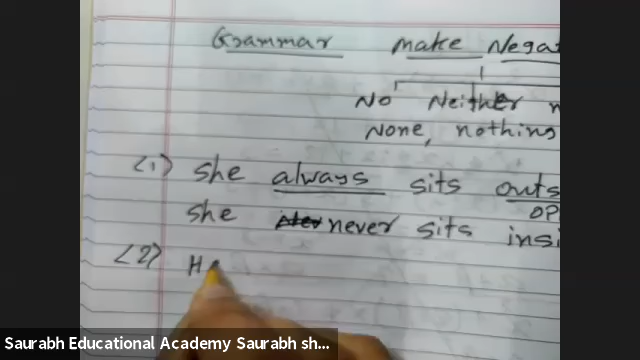 Grammar make Nega
No Neither n
None, nothing
(1) she always sits outs
OP
she never sits insi
(2) H
Saurabh Educational Academy Saurabh sh...